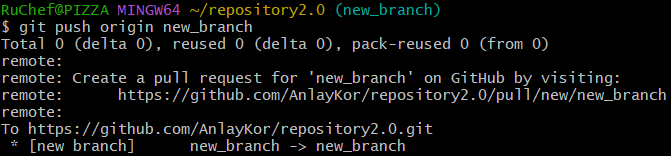 RuChef@PIZZA MINGW64 ~/repository2.0 (new_branch)
$ git push origin new_branch
Total 0 (delta 0), reused 0 (delta 0), pack-reused 0 (from 0)
remote:
remote: Create a pull request for 'new_branch' on GitHub by visiting:
remote:      https://github.com/AnlayKor/repository2.0/pull/new/new_branch
remote:
To https://github.com/AnlayKor/repository2.0.git
 * [new branch]      new_branch -> new_branch